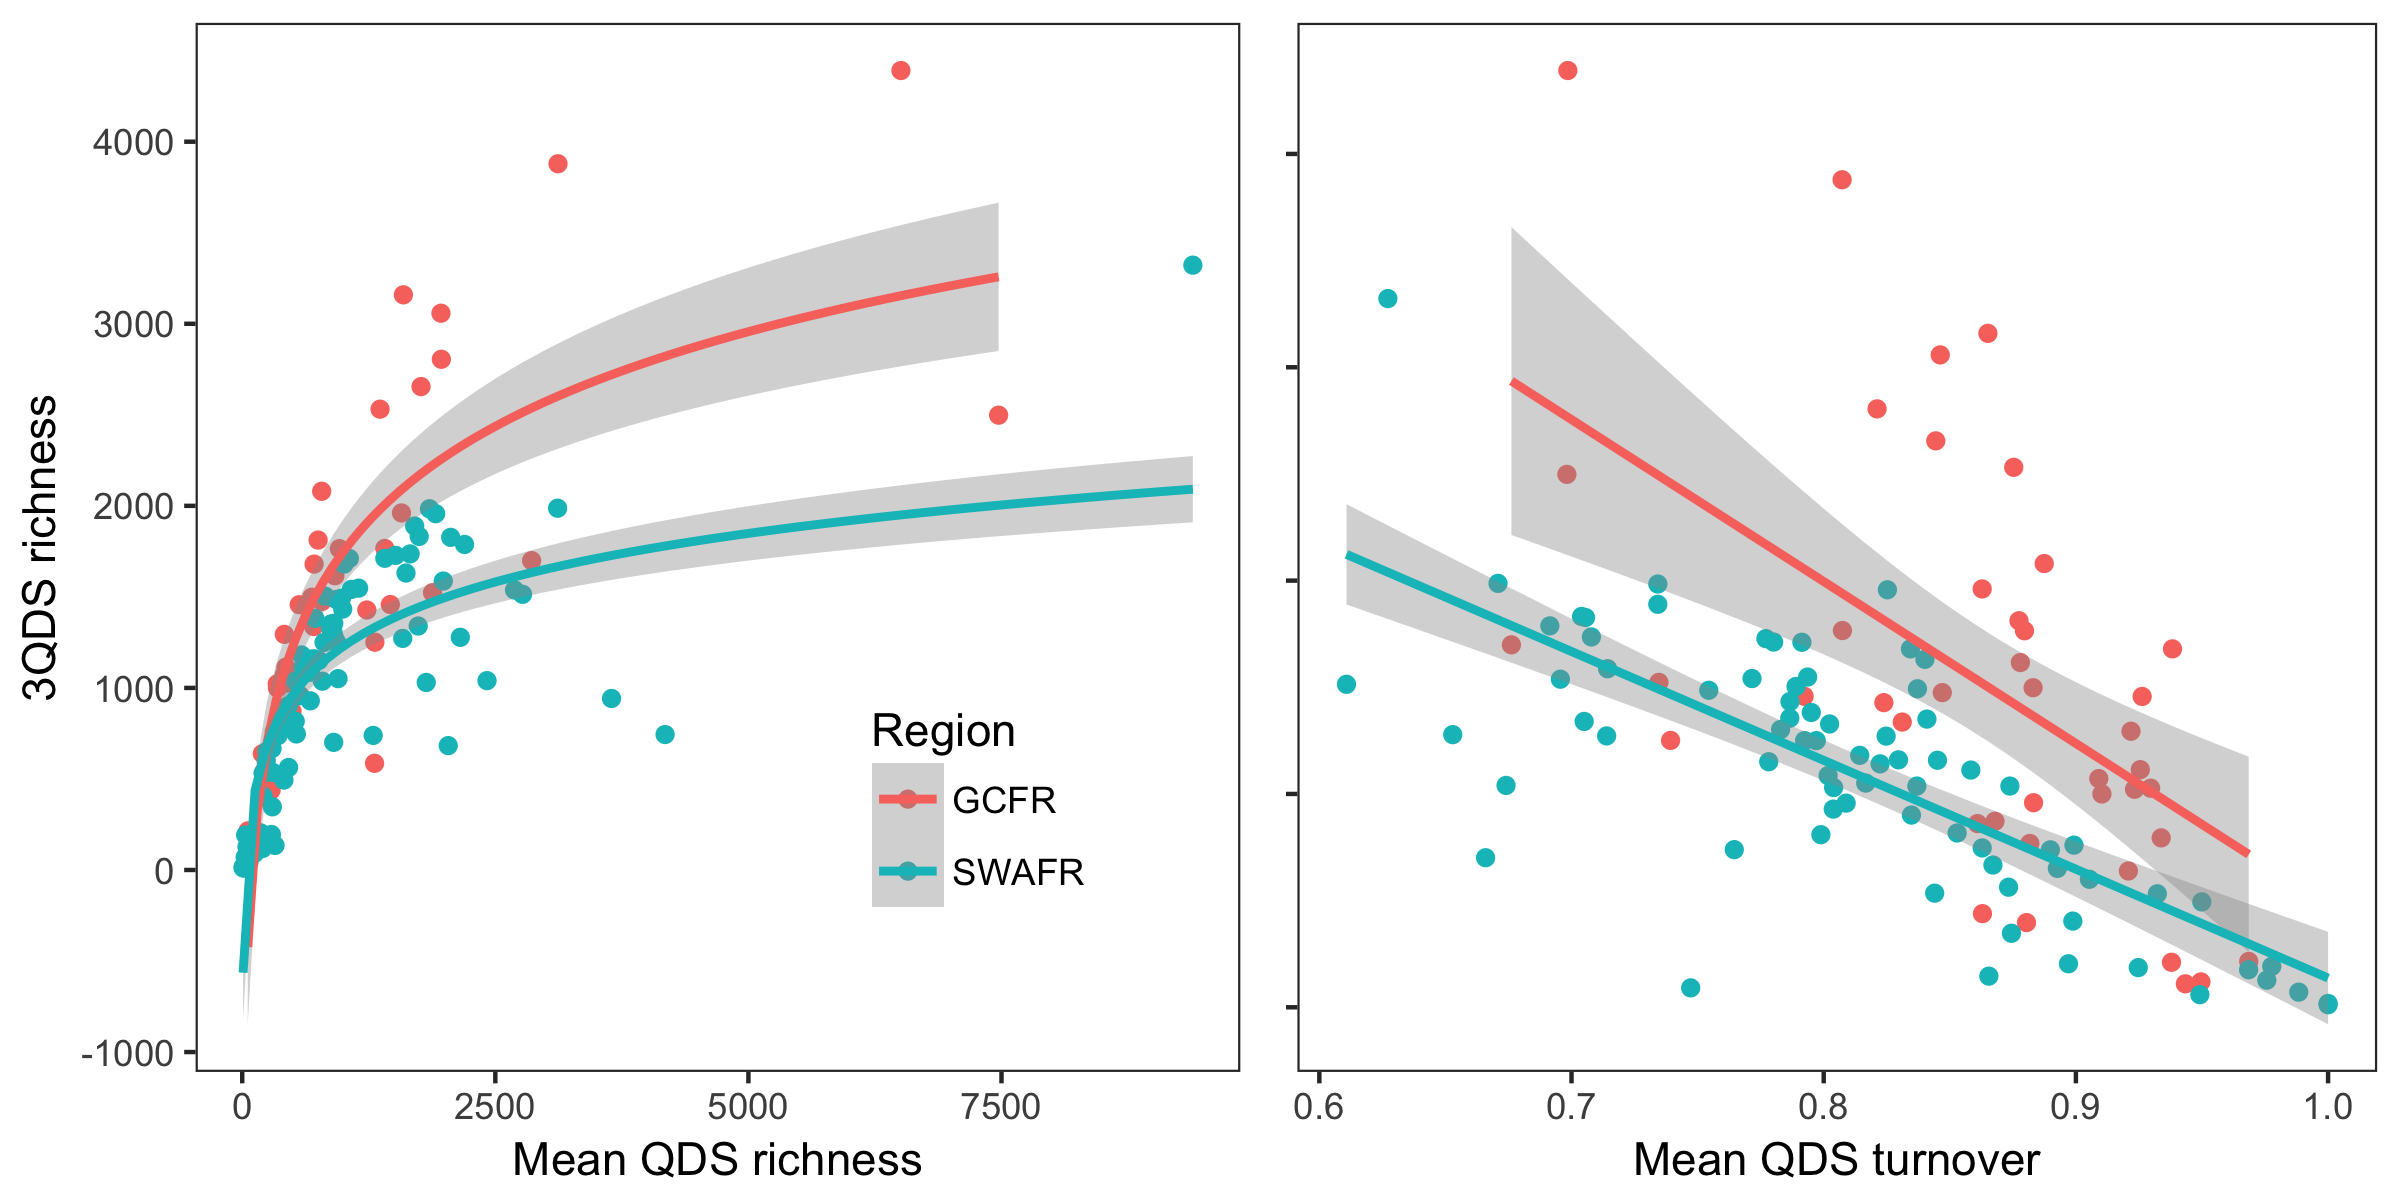 3QDS richness
4000
3000
2000
1000
0
-1000
0 2500 5000 7500
Mean QDS richness
Region
GCFR
SWAFR
0.6 0.7 0.8 0.9 1.0
Mean QDS turnover